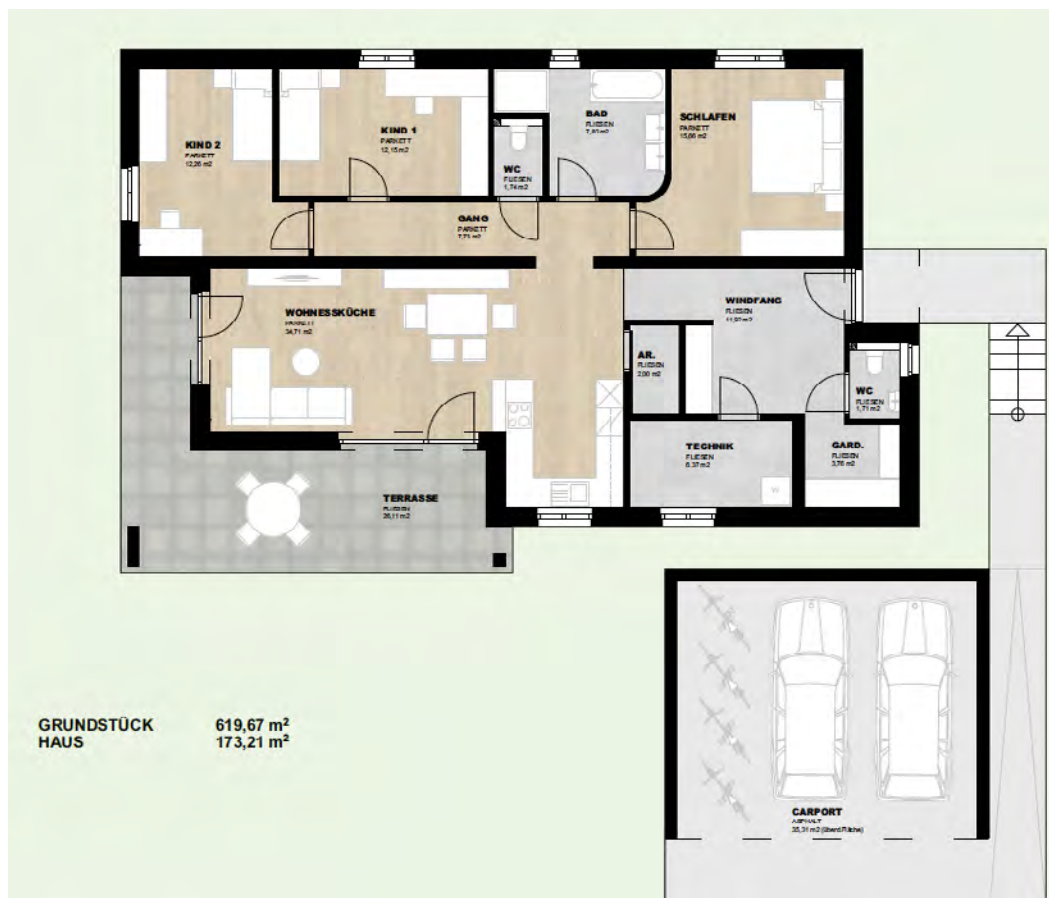 BAD
FLIESEN
SCHLAFEN
PARKETT
15,66 m2
KIND 2
PARKETT
12,26 m2
KIND 1
PARKETT
12,15 m2
WC
FLIESEN
1,74 m2
GANG
PARKETT
WOHNESSKÜCHE
PARKETT
34,71 m2
WINDFANG
FLIESEN
AR.
FLIESEN
2,00 m2
WC
FLIESEN
1,71 m2
TECHNIK
FLIESEN
6,37 m2
GARD.
FLIESEN
3,76 m2
TERRASSE
FLIESEN
W
CARPORT
ASPHALT
35,31 m2 (überd.Fläche)
GRUNDSTÜCK 619,67 m²
HAUS 173,21 m²